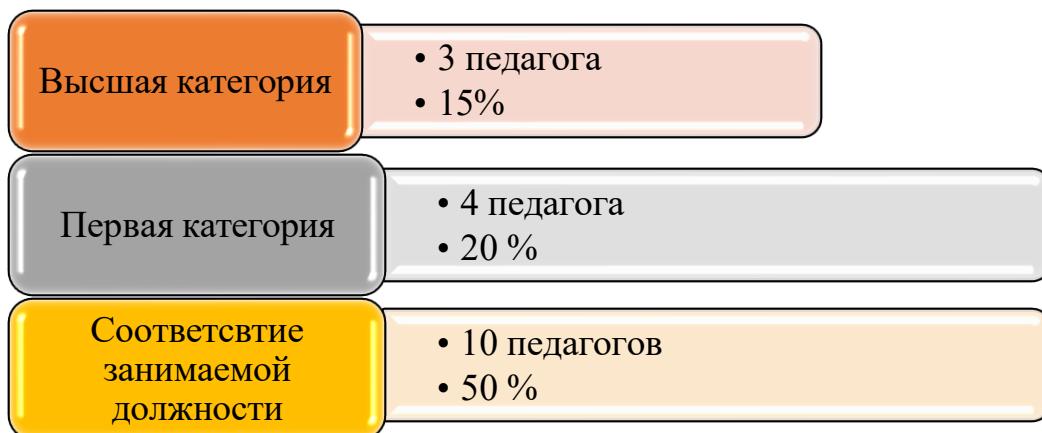 Высшая категория
• 3 педагога
• 15%
Первая категория
• 4 педагога
• 20 %
Соответсвтие
занимаемой
должности
• 10 педагогов
• 50 %